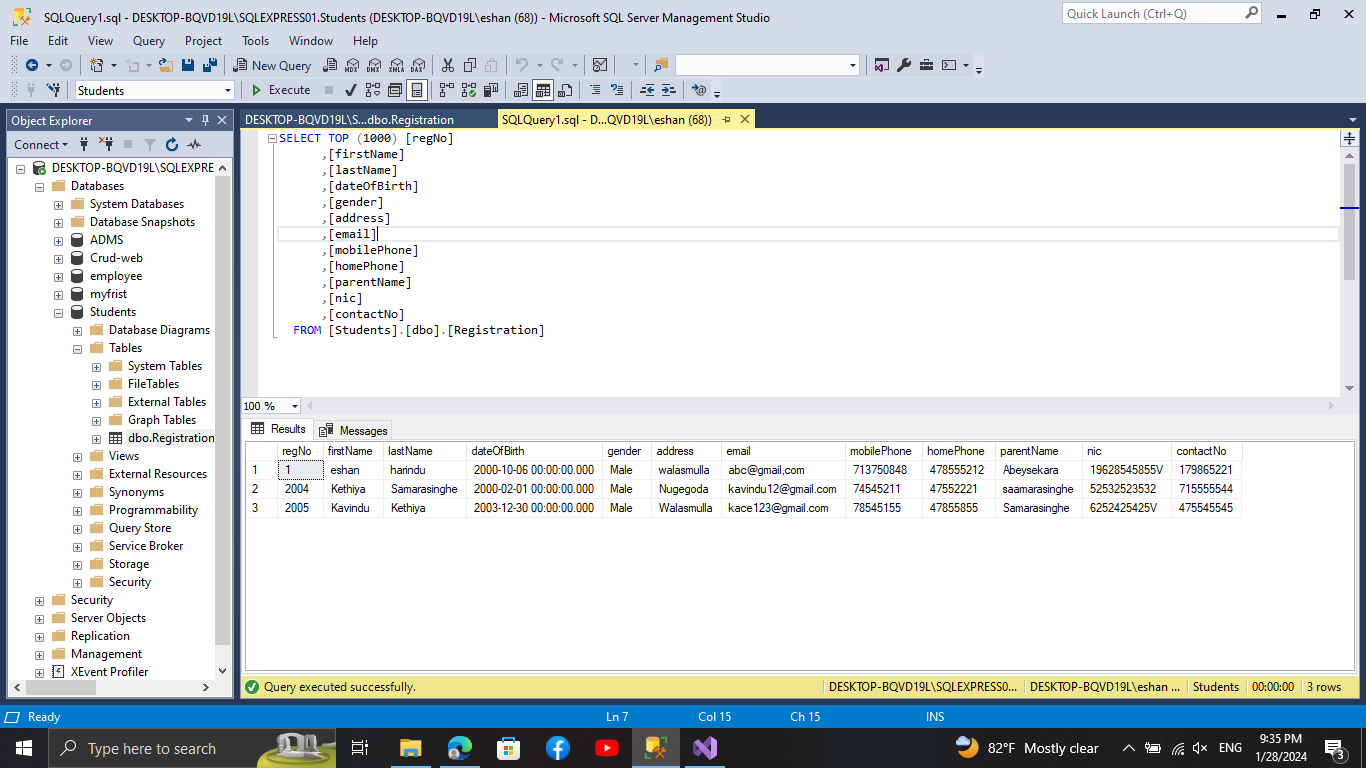 SQLQuery1.sql - DESKTOP-BQVD19L\SQLEXPRESS01.Students (DESKTOP-BQVD19L\eshan (68)) - Microsoft SQL Server Management Studio
Quick Launch (Ctrl+Q)
File Edit View Query Project Tools Window Help
New Query MDX DMX XMLA DAX
Students Execute
Object Explorer
DESKTOP-BQVD19L\S...dbo.Registration
SQLQuery1.sql - D...QVD19L\eshan (68))
Connect
DESKTOP-BQVD19L\SQLEXPRE
Databases
System Databases
Database Snapshots
ADMS
Crud-web
employee
myfrist
Students
Database Diagrams
Tables
System Tables
FileTables
External Tables
Graph Tables
dbo.Registration
Views
External Resources
Synonyms
Programmability
Query Store
Service Broker
Storage
Security
Security
Server Objects
Replication
Management
XEvent Profiler
SELECT TOP (1000) [regNo]
,[firstName]
,[lastName]
,[dateOfBirth]
,[gender]
,[address]
,[email]
,[mobilePhone]
,[homePhone]
,[parentName]
,[nic]
,[contactNo]
FROM [Students].[dbo].[Registration]
100 %
Results Messages
regNo firstName lastName dateOfBirth gender address email mobilePhone homePhone parentName nic contactNo
1 1 eshan harindu 2000-10-06 00:00:00.000 Male walasmulla abc@gmail,com 713750848 478555212 Abeysekara 19628545855V 179865221
2 2004 Kethiya Samarasinghe 2000-02-01 00:00:00.000 Male Nugegoda kavindu12@gmail.com 74545211 47552221 saamarasinghe 52532523532 715555544
3 2005 Kavindu Kethiya 2003-12-30 00:00:00.000 Male Walasmulla kace123@gmail.com 78545155 47855855 Samarasinghe 6252425425V 475545545
Query executed successfully.
DESKTOP-BQVD19L\SQLEXPRESS0... DESKTOP-BQVD19L\eshan ... Students 00:00:00 3 rows
Ready Ln 7 Col 15 Ch 15 INS
Type here to search
82°F Mostly clear
ENG
9:35 PM
1/28/2024
3